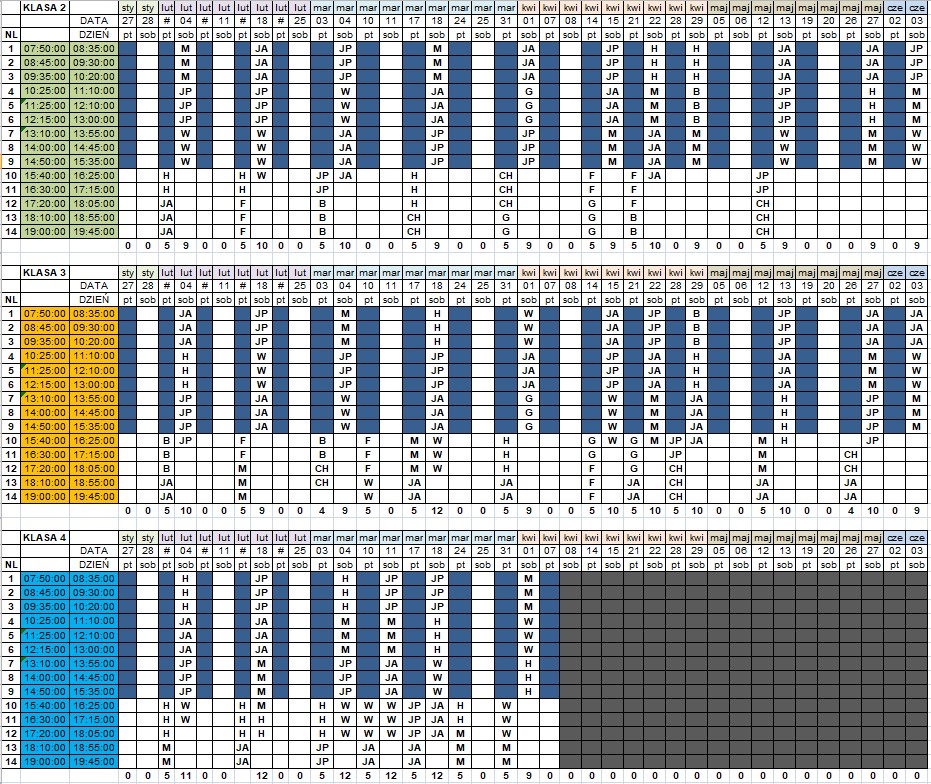 KLASA 2 sty sty lut lut lut lut lut lut lut lut mar mar mar mar mar mar mar mar mar kwi kwi kwi kwi kwi kwi kwi kwi kwi maj maj maj maj maj maj maj maj cze cze
DATA 27 28 # 04 # 11 # 18 # 25 03 04 10 11 17 18 24 25 31 01 07 08 14 15 21 22 28 29 05 06 12 13 19 20 26 27 02 03
NL DZIEŃ pt sob pt sob pt sob pt sob pt sob pt sob pt sob pt sob pt sob pt sob pt sob pt sob pt sob pt sob pt sob pt sob pt sob pt sob pt sob
1 07:50:00 08:35:00 M JA JP M JA JP H H JA JA JP
2 08:45:00 09:30:00 M JA JP M JA JP H H JA JA JP
3 09:35:00 10:20:00 M JA JP M JA JP H H JA JA JP
4 10:25:00 11:10:00 JP JP W JA G JA M B JP H M
5 11:25:00 12:10:00 JP JP W JA G JA M B JP H M
6 12:15:00 13:00:00 JP JP W JA G JA M B JP H M
7 13:10:00 13:55:00 W W JA JP JP M JA M W M W
8 14:00:00 14:45:00 W W JA JP JP M JA M W M W
9 14:50:00 15:35:00 W W JA JP JP M JA M W M W
10 15:40:00 16:25:00 H H W JP JA H CH F F JA JP
11 16:30:00 17:15:00 H H JP H CH F F JP
12 17:20:00 18:05:00 JA F B H CH G F CH
13 18:10:00 18:55:00 JA F B CH G G B CH
14 19:00:00 19:45:00 JA F B CH G G B CH
0 0 5 9 0 0 5 10 0 0 5 10 0 0 5 9 0 0 5 9 0 0 5 9 5 10 0 9 0 0 5 9 0 0 0 9 0 9
KLASA 3 sty sty lut lut lut lut lut lut lut lut mar mar mar mar mar mar mar mar mar kwi kwi kwi kwi kwi kwi kwi kwi kwi maj maj maj maj maj maj maj maj cze cze
DATA 27 28 # 04 # 11 # 18 # 25 03 04 10 11 17 18 24 25 31 01 07 08 14 15 21 22 28 29 05 06 12 13 19 20 26 27 02 03
NL DZIEŃ pt sob pt sob pt sob pt sob pt sob pt sob pt sob pt sob pt sob pt sob pt sob pt sob pt sob pt sob pt sob pt sob pt sob pt sob pt sob
1 07:50:00 08:35:00 JA JP M H W JA JP B JP JA JA
2 08:45:00 09:30:00 JA JP M H W JA JP B JP JA JA
3 09:35:00 10:20:00 JA JP M H W JA JP B JP JA JA
4 10:25:00 11:10:00 H W JP JP JA JP JA H JA M W
5 11:25:00 12:10:00 H W JP JP JA JP JA H JA M W
6 12:15:00 13:00:00 H W JP JP JA JP JA H JA M W
7 13:10:00 13:55:00 JP JA W JA G W M JA H JP M
8 14:00:00 14:45:00 JP JA W JA G W M JA H JP M
9 14:50:00 15:35:00 JP JA W JA G W M JA H JP M
10 15:40:00 16:25:00 B JP F B F M W H G W G M JP JA M H JP
11 16:30:00 17:15:00 B F B F M W H G G JP M CH
12 17:20:00 18:05:00 B M CH F M W H F G CH M CH
13 18:10:00 18:55:00 JA M CH W JA H F JA CH JA JA
14 19:00:00 19:45:00 JA M W JA H F JA CH JA JA
0 0 5 10 0 0 5 9 0 0 4 9 5 0 5 12 0 0 5 9 0 0 5 10 5 10 5 10 0 0 5 10 0 0 4 10 0 9
KLASA 4 sty sty lut lut lut lut lut lut lut lut mar mar mar mar mar mar mar mar mar kwi kwi kwi kwi kwi kwi kwi kwi kwi maj maj maj maj maj maj maj maj cze cze
DATA 27 28 # 04 # 11 # 18 # 25 03 04 10 11 17 18 24 25 31 01 07 08 14 15 21 22 28 29 05 06 12 13 19 20 26 27 02 03
NL DZIEŃ pt sob pt sob pt sob pt sob pt sob pt sob pt sob pt sob pt sob pt sob pt sob pt sob pt sob pt sob pt sob pt sob pt sob pt sob pt sob
1 07:50:00 08:35:00 H JP H JP JP M
2 08:45:00 09:30:00 H JP H JP JP M
3 09:35:00 10:20:00 H JP H JP JP M
4 10:25:00 11:10:00 JA JA M M H W
5 11:25:00 12:10:00 JA JA M M H W
6 12:15:00 13:00:00 JA JA M M H W
7 13:10:00 13:55:00 JP M JP JA W H
8 14:00:00 14:45:00 JP M JP JA W H
9 14:50:00 15:35:00 JP M JP JA W H
10 15:40:00 16:25:00 H W H M H W W W JP JA H W
11 16:30:00 17:15:00 H W H H H W W W JP JA H W
12 17:20:00 18:05:00 H H H H W W W JP JA M W
13 18:10:00 18:55:00 M JA JP JA JA M M
14 19:00:00 19:45:00 M JA JP JA JA M M
0 0 5 11 0 0 12 0 0 5 12 5 12 5 12 5 0 5 9 0 0 0 0 0 0 0 0 0 0 0 0 0 0 0 0 0 0